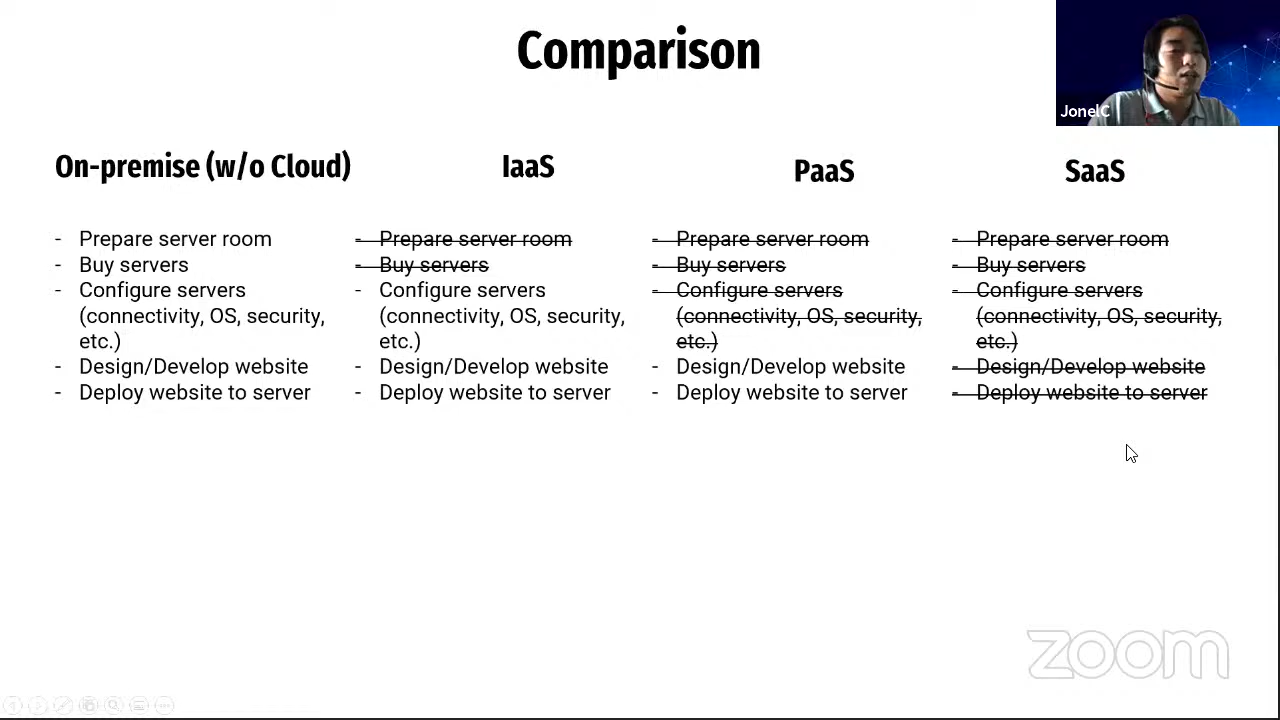 Comparison
JonelC
On-premise (w/o Cloud)
- Prepare server room
- Buy servers
- Configure servers
(connectivity, OS, security,
etc.)
- Design/Develop website
- Deploy website to server
IaaS
- Prepare server room
- Buy servers
- Configure servers
(connectivity, OS, security,
etc.)
- Design/Develop website
- Deploy website to server
PaaS
- Prepare server room
- Buy servers
- Configure servers
(connectivity, OS, security,
etc.)
- Design/Develop website
- Deploy website to server
SaaS
- Prepare server room
- Buy servers
- Configure servers
(connectivity, OS, security,
etc.)
- Design/Develop website
- Deploy website to server
zoom